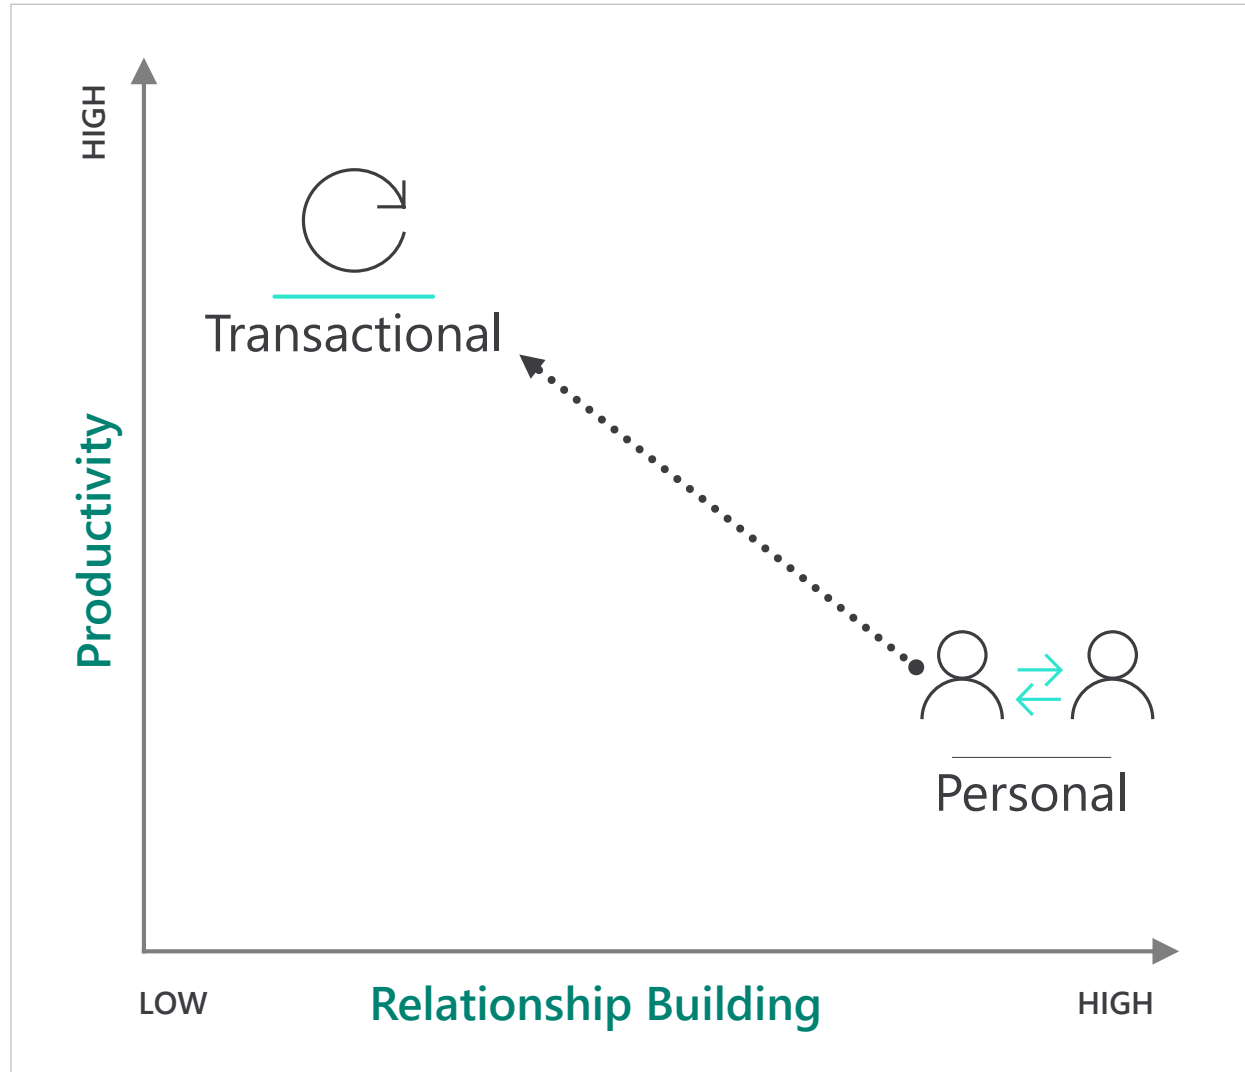 HIGH
Transactional
Productivity
Personal
LOW
Relationship Building
HIGH